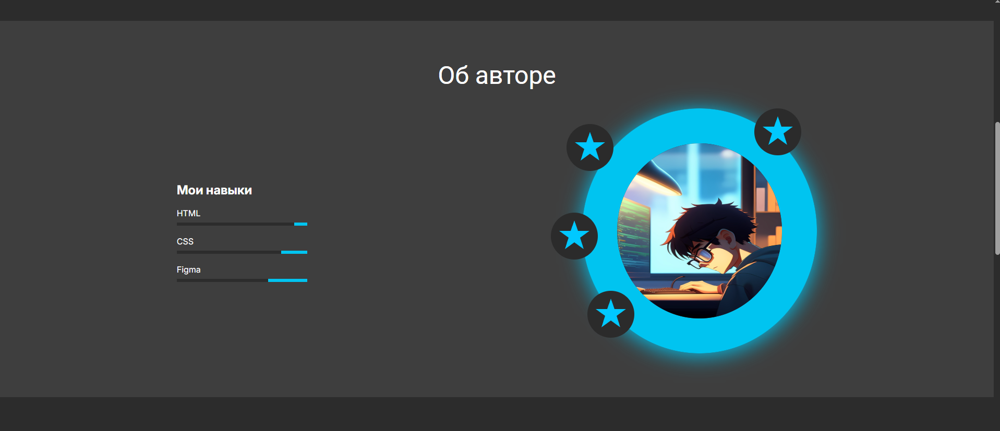 Об авторе
Мои навыки
HTML
CSS
Figma